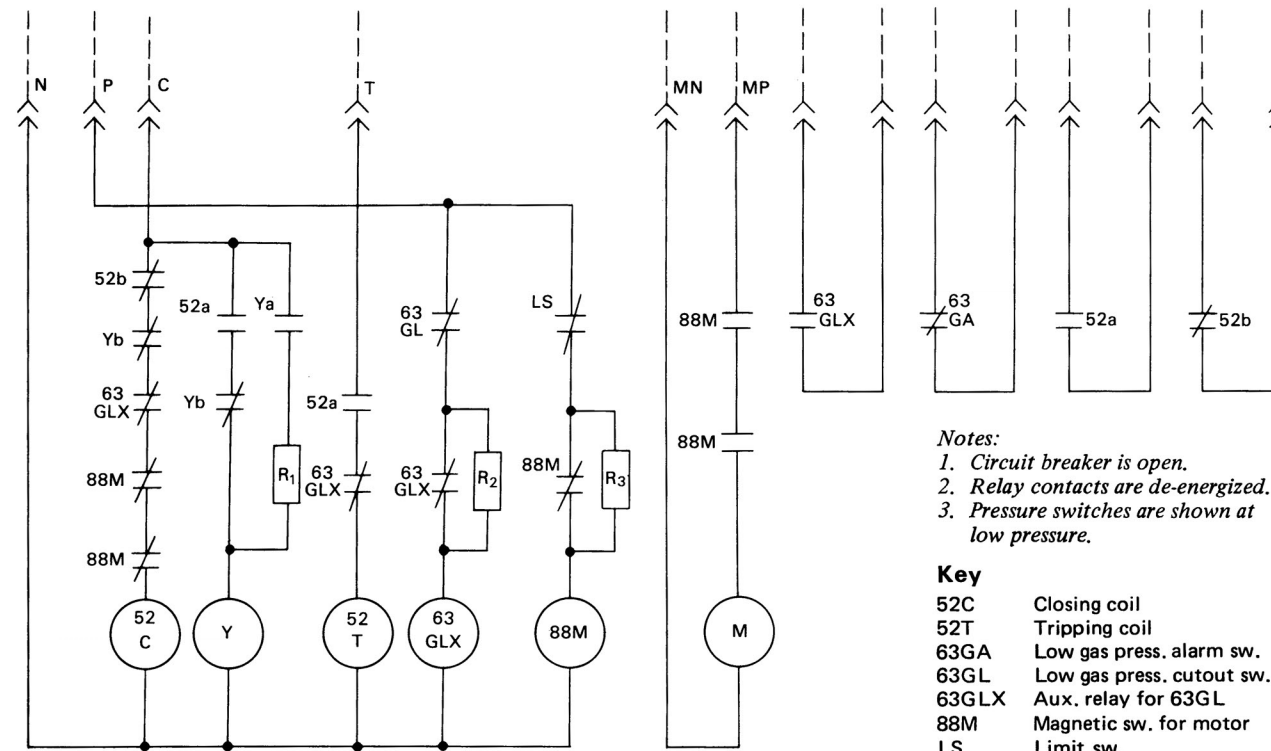 N
P
C
T
MN
MP
52b
52a
Ya
Yb
63
GLX
Yb
88M
88M
R1
52a
63
GLX
63
GL
63
GLX
R2
LS
88M
R3
52
C
Y
52
T
63
GLX
88M
88M
88M
M
63
GLX
63
GA
52a
52b
Notes:
1. Circuit breaker is open.
2. Relay contacts are de-energized.
3. Pressure switches are shown at
low pressure.
Key
52C Closing coil
52T Tripping coil
63GA Low gas press. alarm sw.
63GL Low gas press. cutout sw.
63GLX Aux. relay for 63GL
88M Magnetic sw. for motor
LS Limit sw.